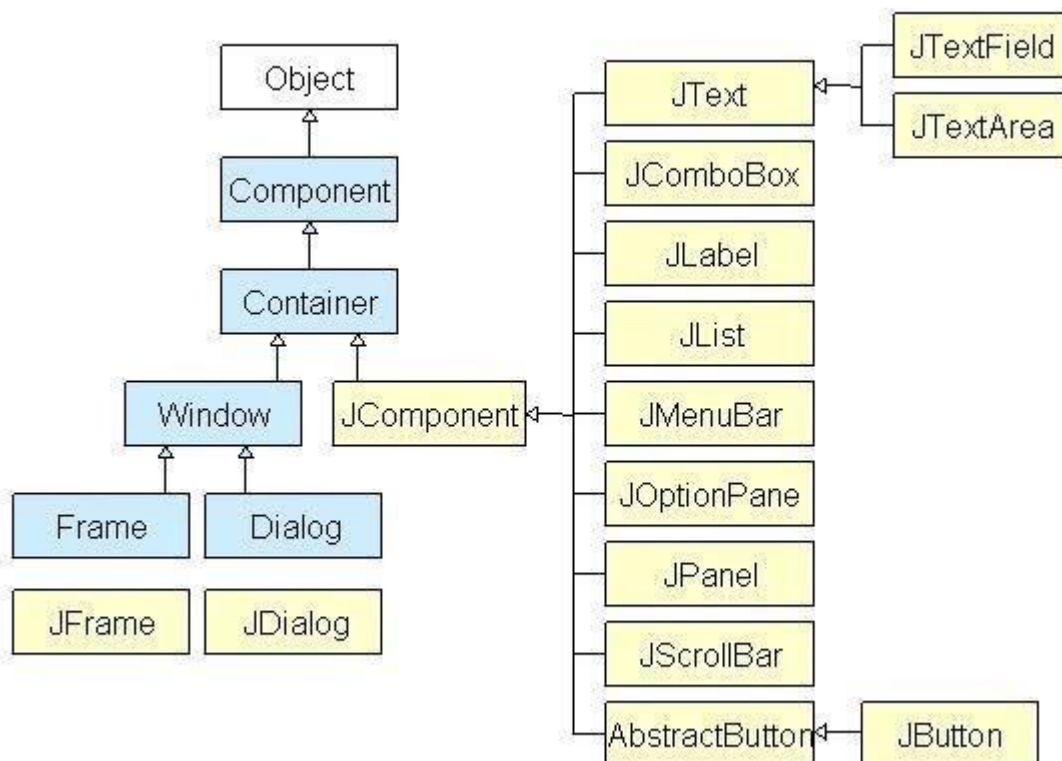 Object
Component
Container
Window
JComponent
Frame
Dialog
JFrame
JDialog
JText
JComboBox
JLabel
JList
JMenuBar
JOptionPane
JPanel
JScrollBar
AbstractButton
JTextField
JTextArea
JButton